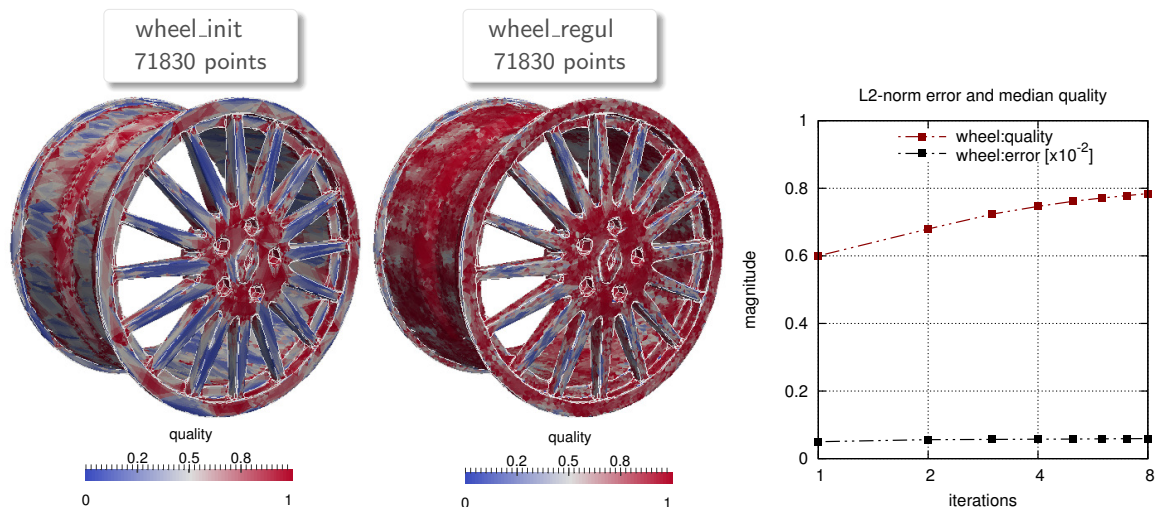 wheel_init
71830 points
quality
0.2 0.5 0.8
0 1
wheel_regul
71830 points
quality
0.2 0.5 0.8
0 1
L2-norm error and median quality
wheel:quality
wheel:error [x10⁻²]
magnitude
1
0.8
0.6
0.4
0.2
0
1 2 4 8
iterations